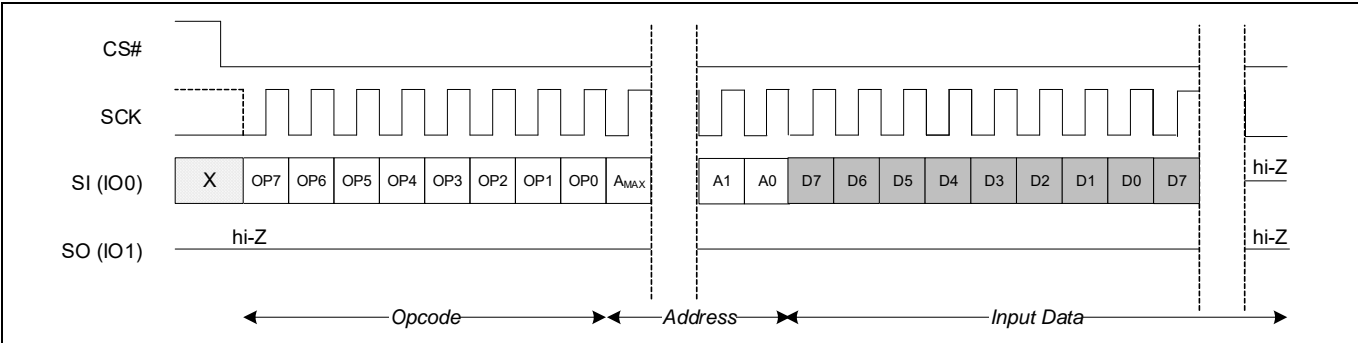 CS#
SCK
SI (IO0) X OP7 OP6 OP5 OP4 OP3 OP2 OP1 OP0 AMAX A1 A0 D7 D6 D5 D4 D3 D2 D1 D0 D7 hi-Z
SO (IO1) hi-Z hi-Z
Opcode Address Input Data